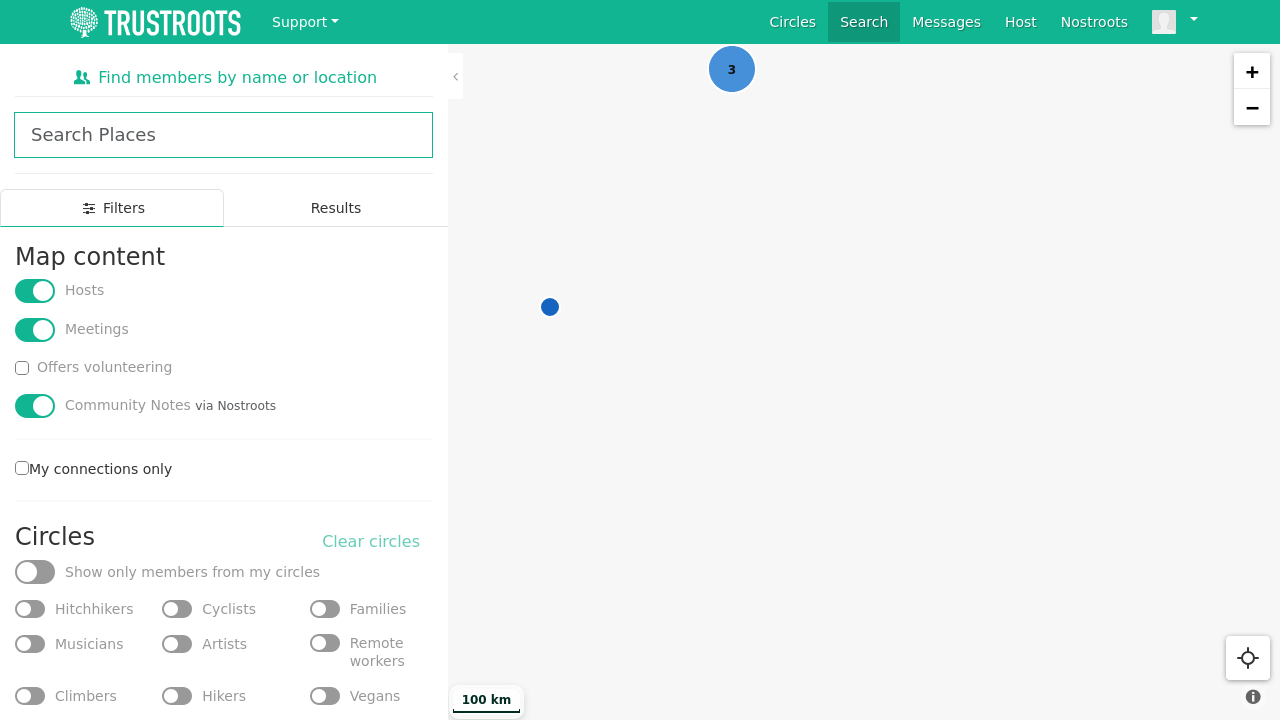 TRUSTROOTS
Support
Circles
Search
Messages
Host
Nostroots
Find members by name or location
Search Places
Filters
Results
Map content
Hosts
Meetings
Offers volunteering
Community Notes via Nostroots
My connections only
Circles
Clear circles
Show only members from my circles
Hitchhikers
Cyclists
Families
Musicians
Artists
Remote
workers
Climbers
Hikers
Vegans
3
+
−
100 km